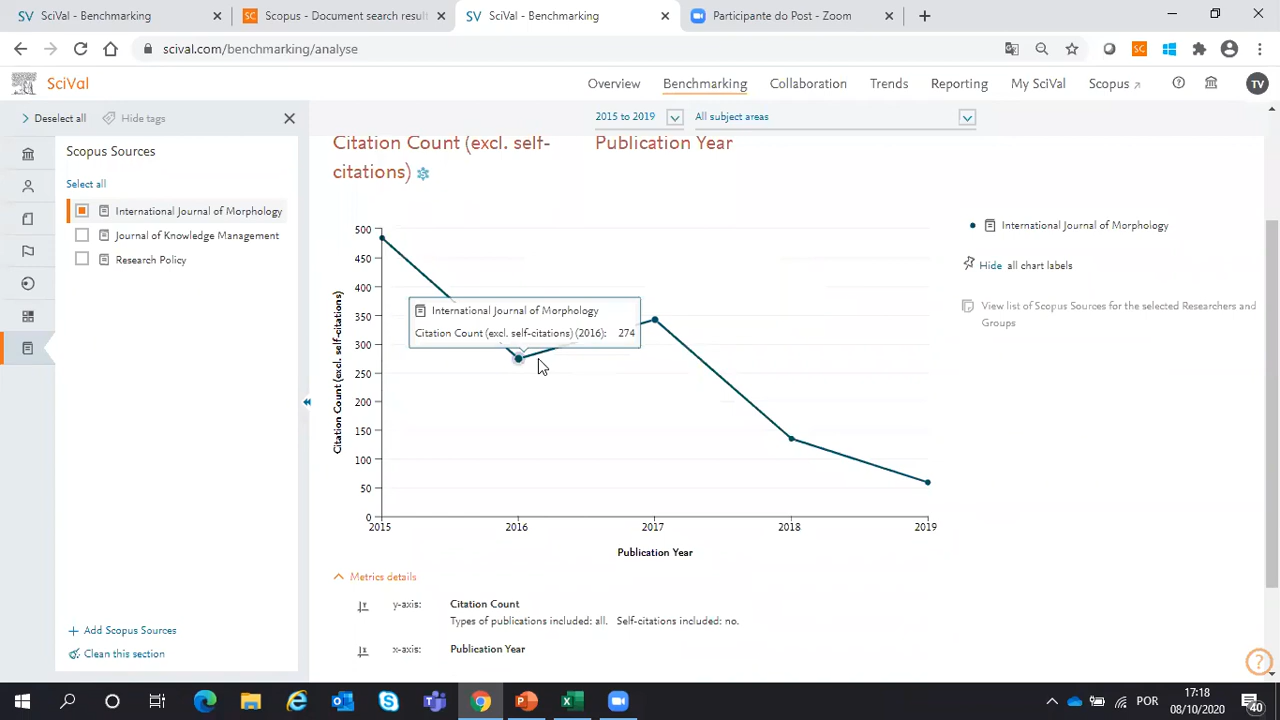 SV SciVal - Benchmarking
SC Scopus - Document search result
SV SciVal - Benchmarking
Participante do Post - Zoom
scival.com/benchmarking/analyse
SC
SciVal
Overview
Benchmarking
Collaboration
Trends
Reporting
My SciVal
Scopus
TV
Deselect all
Hide tags
2015 to 2019
All subject areas
Scopus Sources
Select all
International Journal of Morphology
Journal of Knowledge Management
Research Policy
Add Scopus Sources
Clean this section
Citation Count (excl. self-
citations)
Publication Year
Citation Count (excl. self-citations)
500
450
400
350
300
250
200
150
100
50
0
International Journal of Morphology
Citation Count (excl. self-citations) (2016): 274
2015 2016 2017 2018 2019
Publication Year
International Journal of Morphology
Hide all chart labels
View list of Scopus Sources for the selected Researchers and
Groups
Metrics details
y-axis: Citation Count
Types of publications included: all. Self-citations included: no.
x-axis: Publication Year
?
POR
17:18
08/10/2020
40